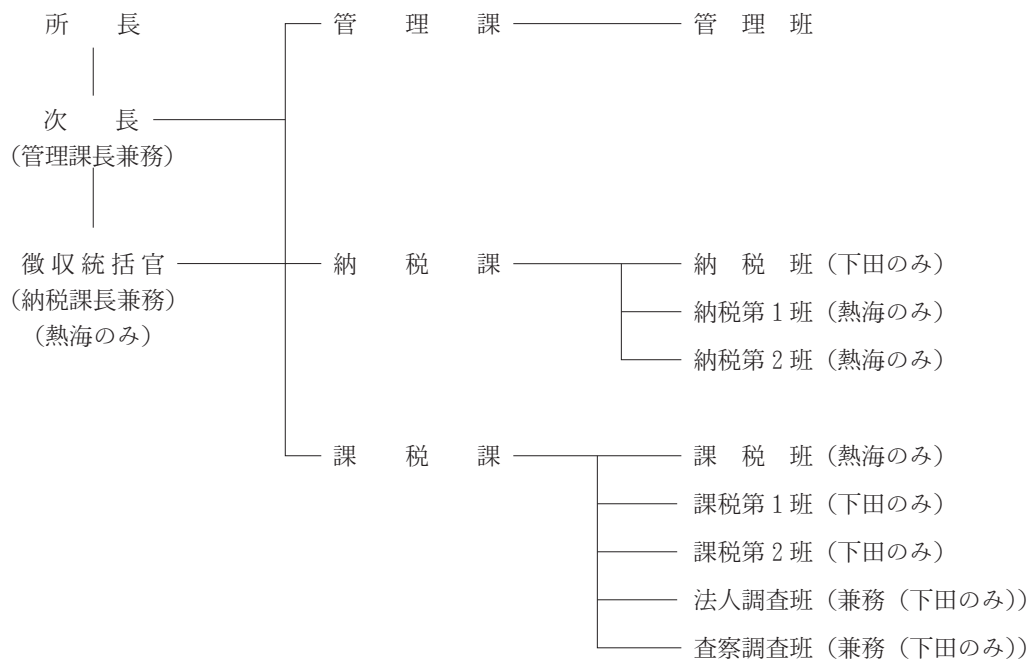 所長
管理課
管理班
次長
(管理課長兼務)
徴収統括官
(納税課長兼務)
(熱海のみ)
納税課
納税班(下田のみ)
納税第1班(熱海のみ)
納税第2班(熱海のみ)
課税課
課税班(熱海のみ)
課税第1班(下田のみ)
課税第2班(下田のみ)
法人調査班(兼務(下田のみ))
査察調査班(兼務(下田のみ))